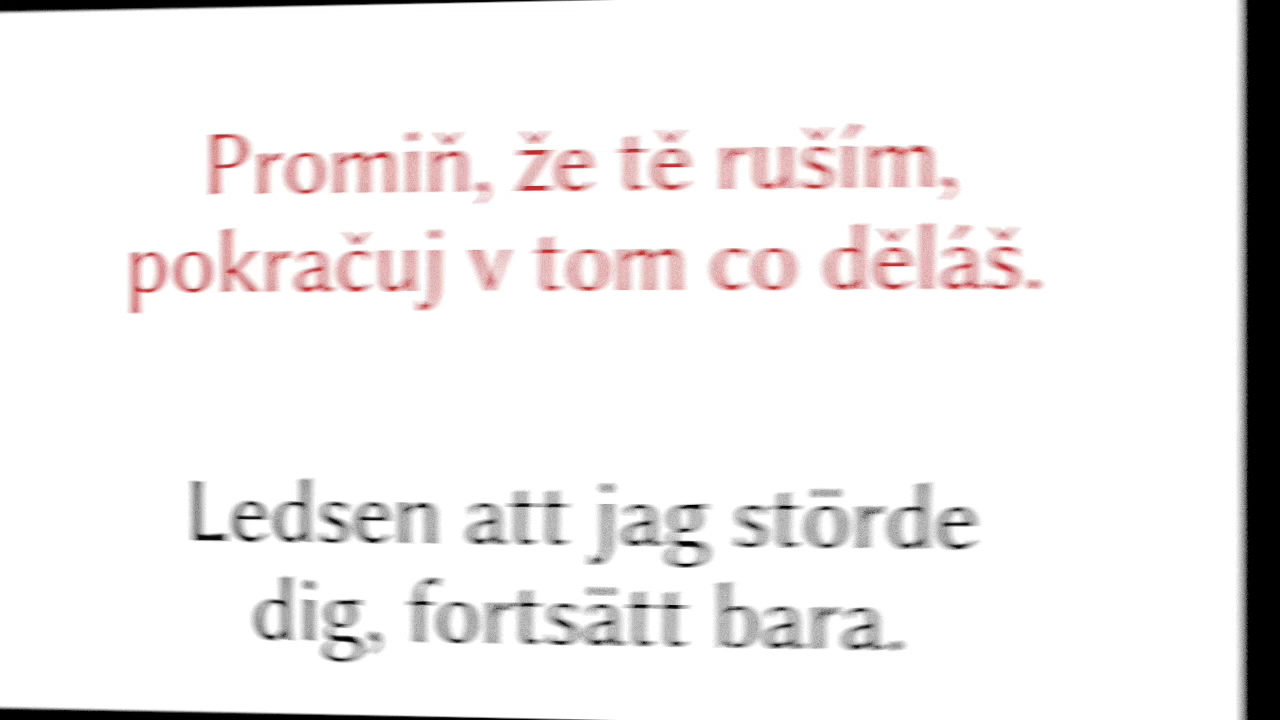 Promiň, že tě ruším,
pokračuj v tom co děláš.
Ledsen att jag störde
dig, fortsätt bara.